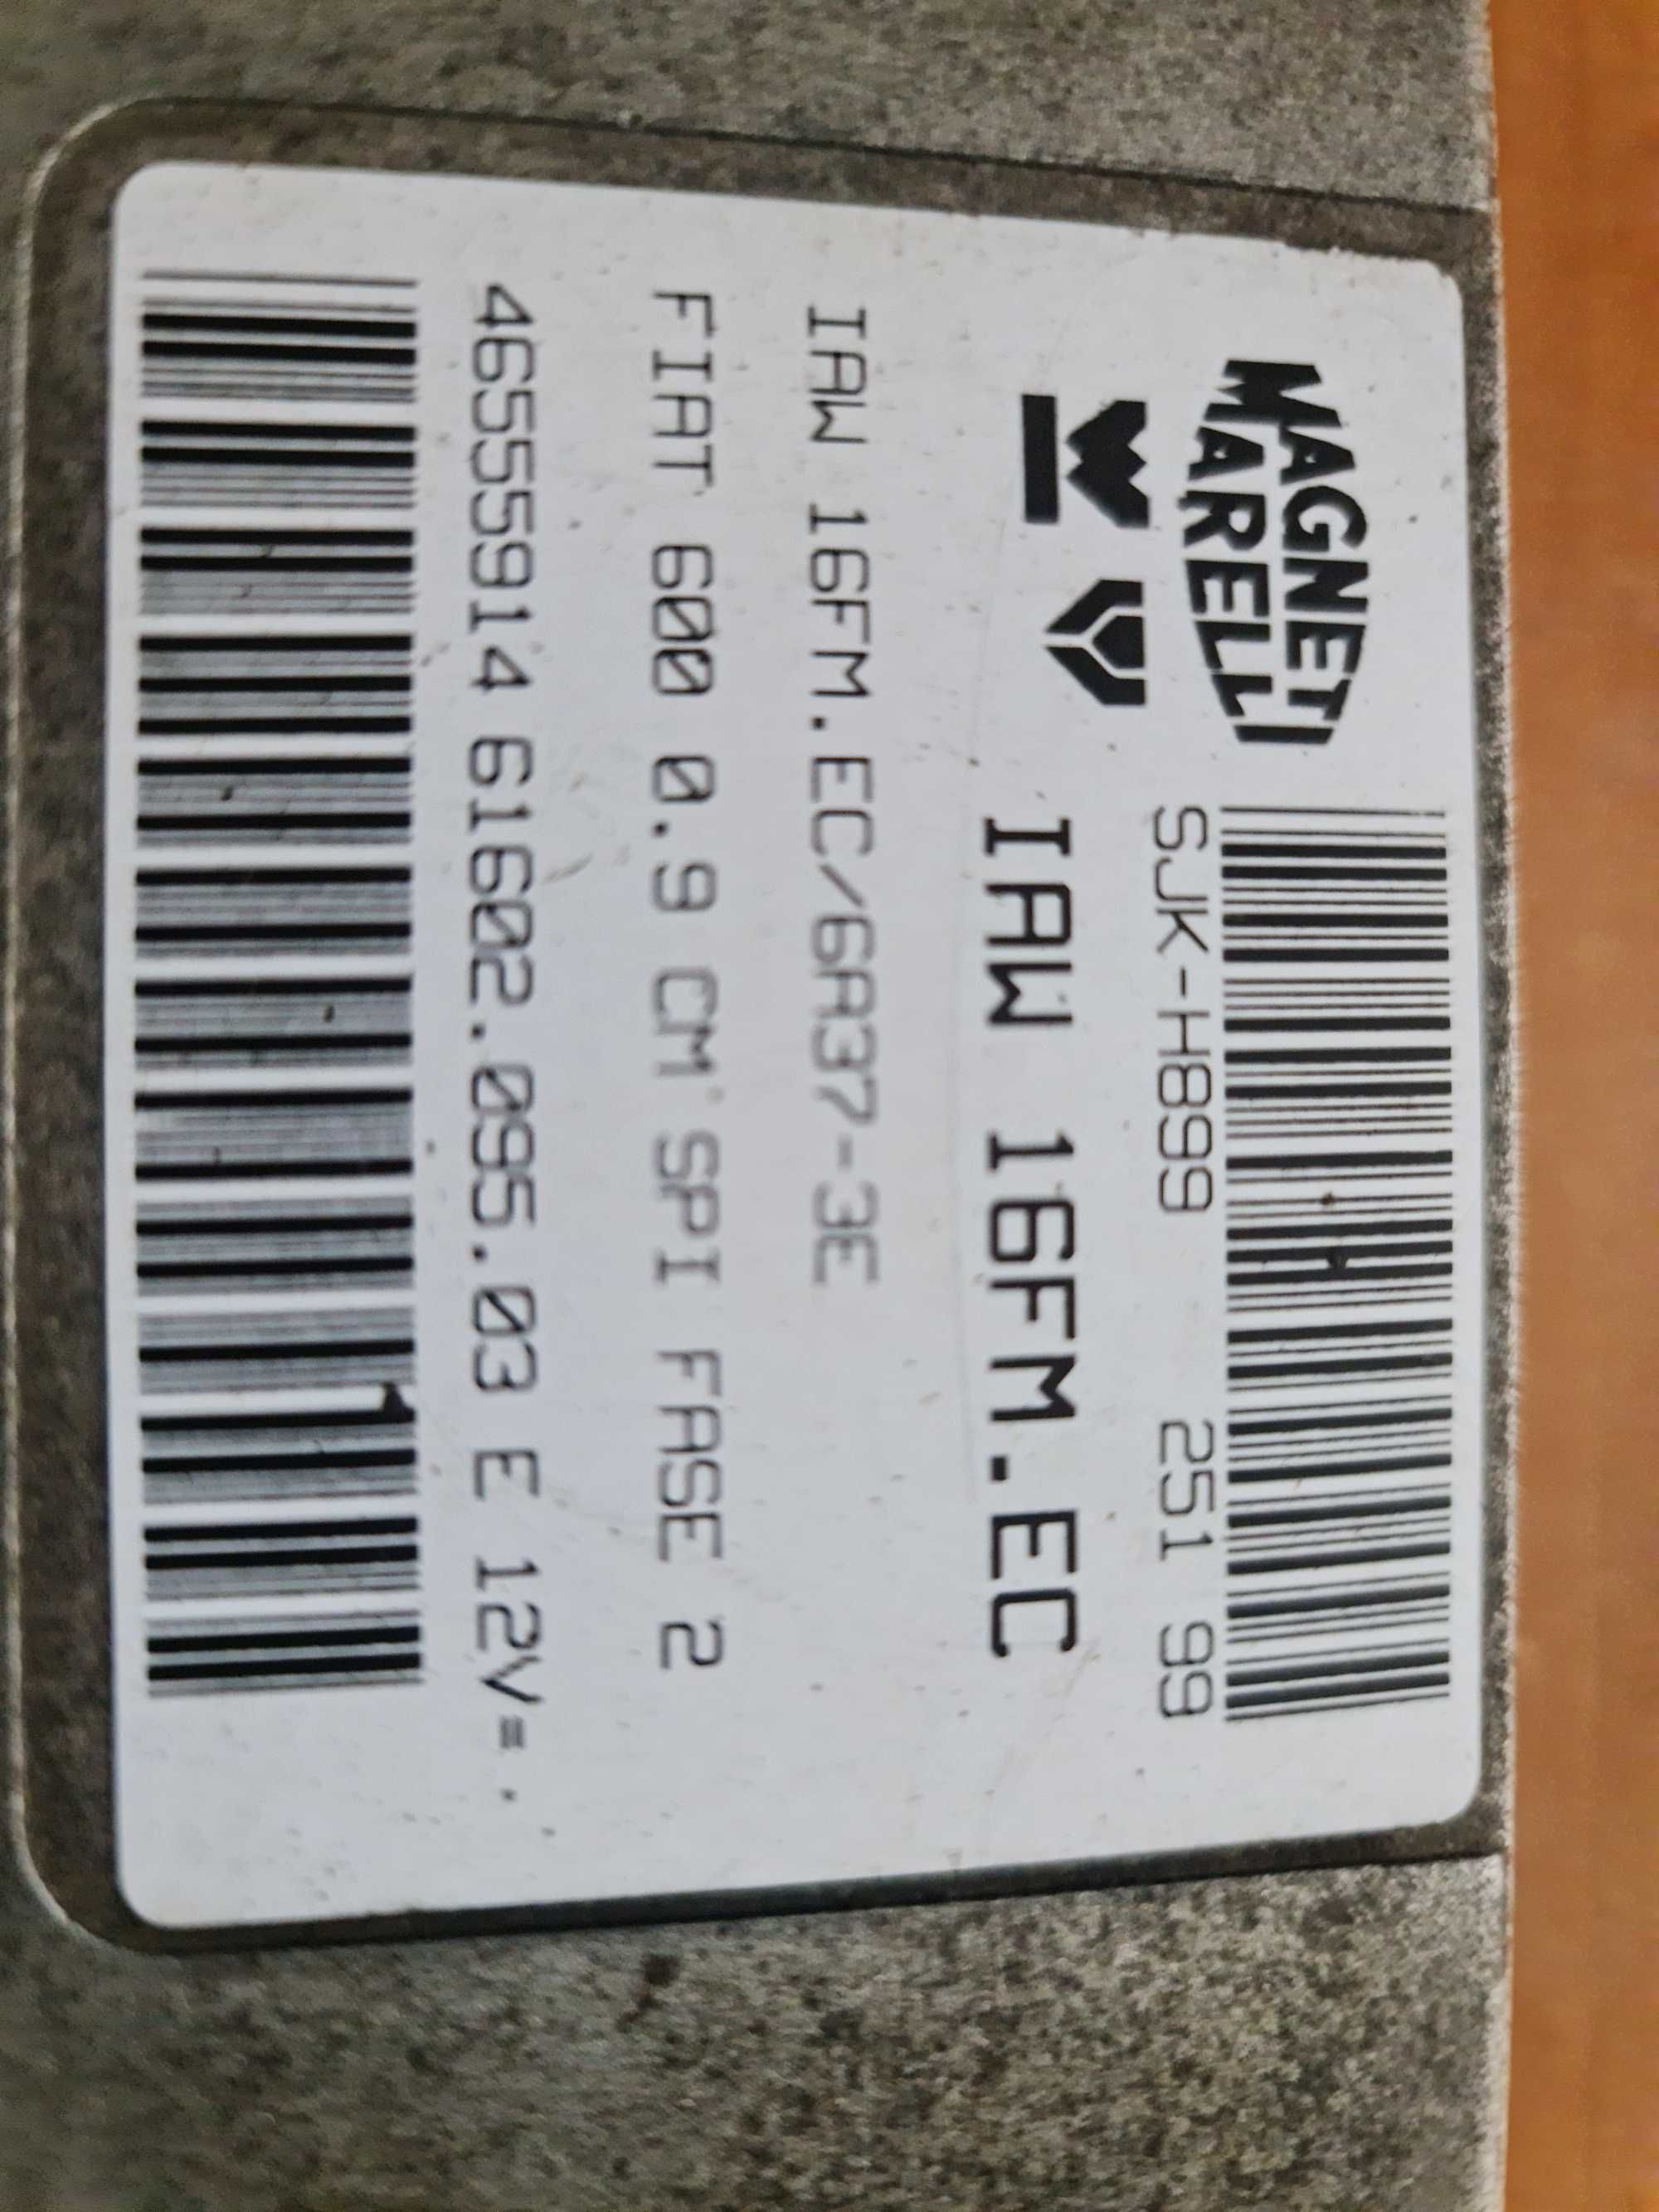 MAGNETI
MARELLI
SJK-H899 251 99
IAW 16FM.EC
IAW 16FM.EC/6A37-3E
FIAT 600 0.9 CM SPI FASE 2
46555914 61602.095.03 E 12V=.